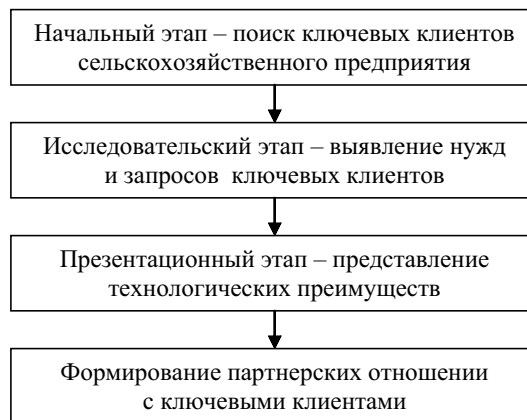 Начальный этап – поиск ключевых клиентов
сельскохозяйственного предприятия
Исследовательский этап – выявление нужд
и запросов  ключевых клиентов
Презентационный этап – представление
технологических преимуществ
Формирование партнерских отношении
с ключевыми клиентами